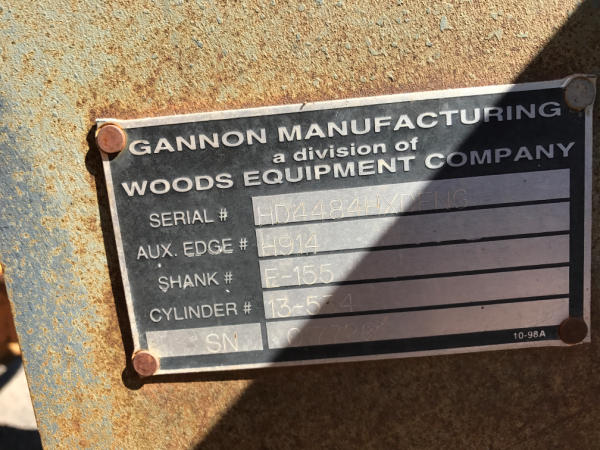 GANNON MANUFACTURING
a division of
WOODS EQUIPMENT COMPANY
SERIAL #
AUX. EDGE # H914
SHANK # E-155
CYLINDER #
SN
10-98A